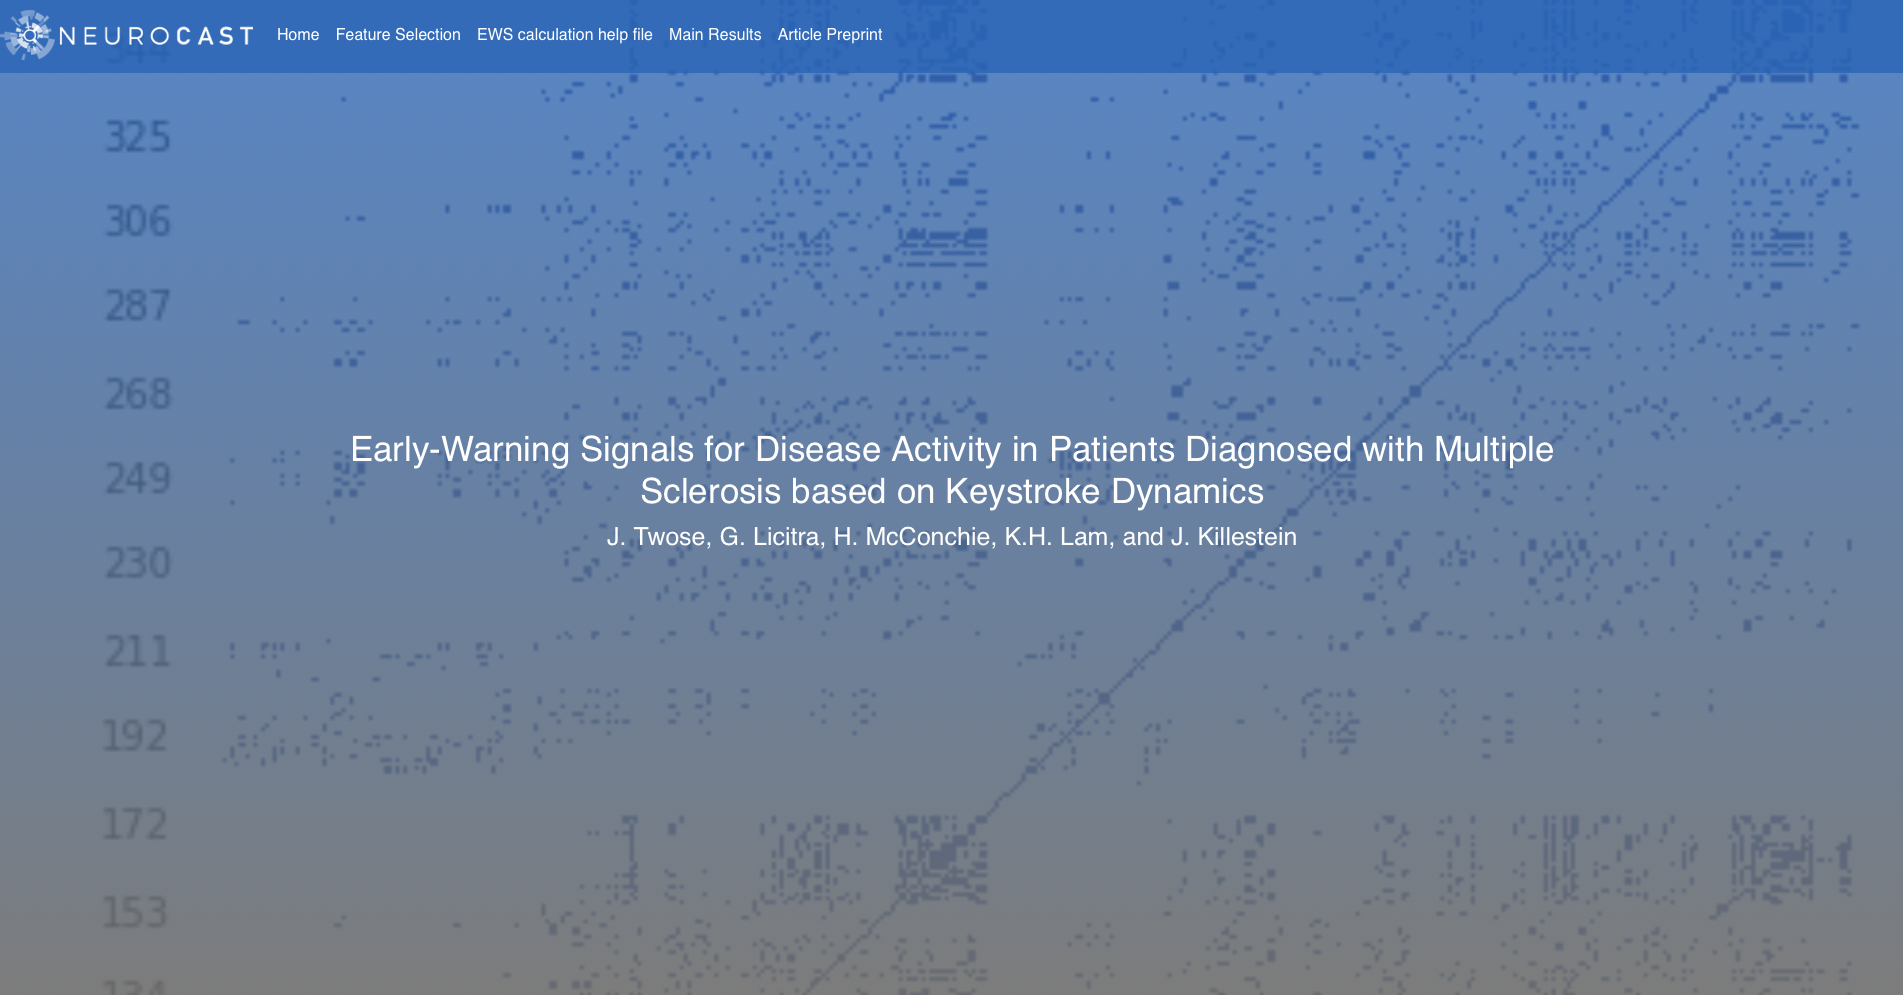 NEUROCAST Home Feature Selection EWS calculation help file Main Results Article Preprint
325
306
287
268
Early-Warning Signals for Disease Activity in Patients Diagnosed with Multiple
249
Sclerosis based on Keystroke Dynamics
J. Twose, G. Licitra, H. McConchie, K.H. Lam, and J. Killestein
230
211
192
172
153
134